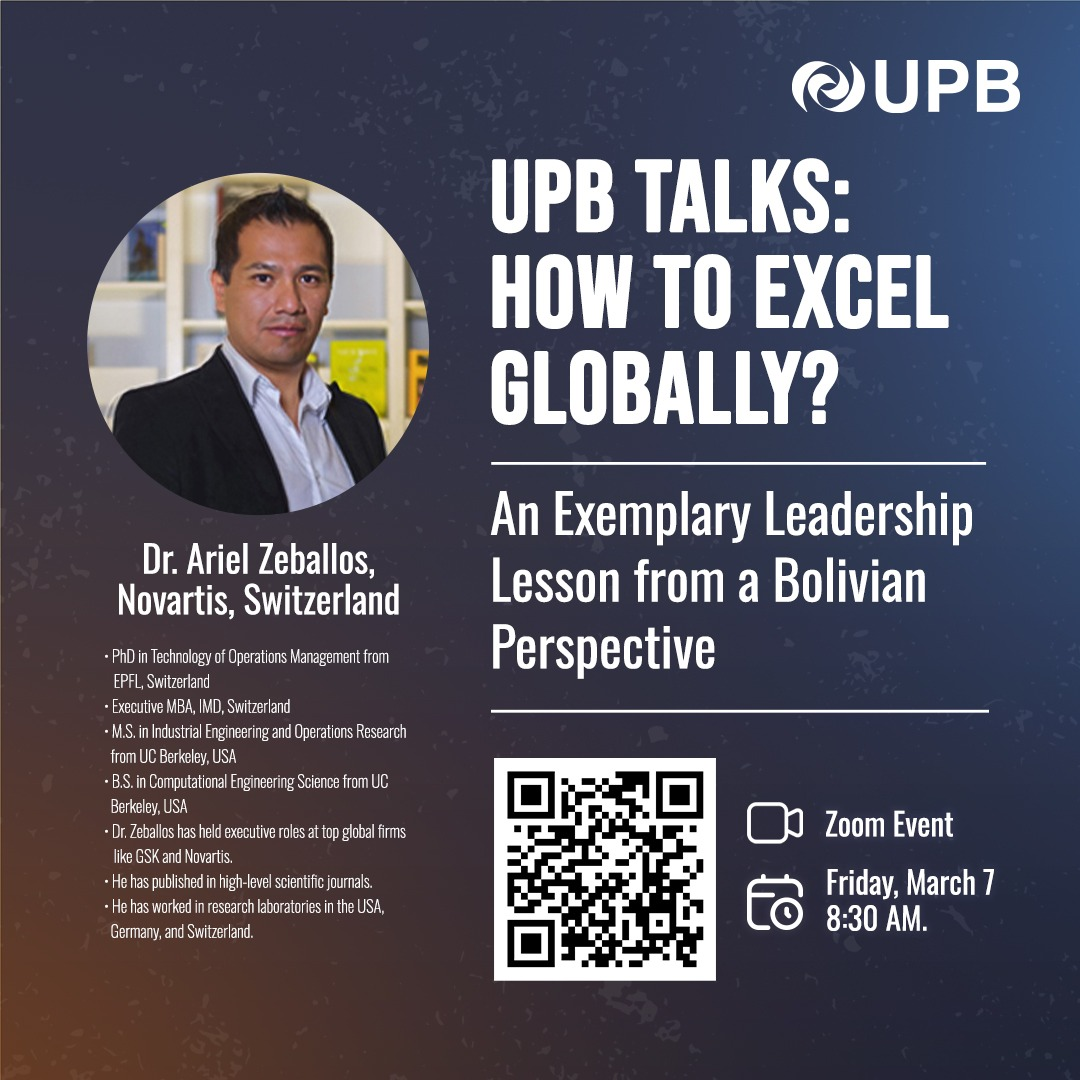 UPB
UPB TALKS:
HOW TO EXCEL
GLOBALLY?
An Exemplary Leadership
Lesson from a Bolivian
Perspective
Dr. Ariel Zeballos,
Novartis, Switzerland
• PhD in Technology of Operations Management from
EPFL, Switzerland
• Executive MBA, IMD, Switzerland
• M.S. in Industrial Engineering and Operations Research
from UC Berkeley, USA
• B.S. in Computational Engineering Science from UC
Berkeley, USA
• Dr. Zeballos has held executive roles at top global firms
like GSK and Novartis.
• He has published in high-level scientific journals.
• He has worked in research laboratories in the USA,
Germany, and Switzerland.
Zoom Event
Friday, March 7
8:30 AM.